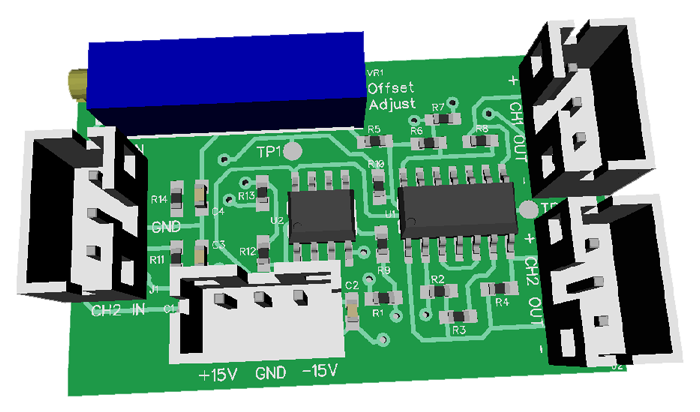 VR1
Offset
Adjust
IN
+
CH1 OUT
-
R7
R5
R6
R8
TP1
R10
R14
R13
C4
U2
U1
TP
GND
+
R11
C3
R12
R9
CH2 OUT
J1
C2
R2
R4
CH2 IN
C1
R1
R3
-
+15V GND -15V
J2